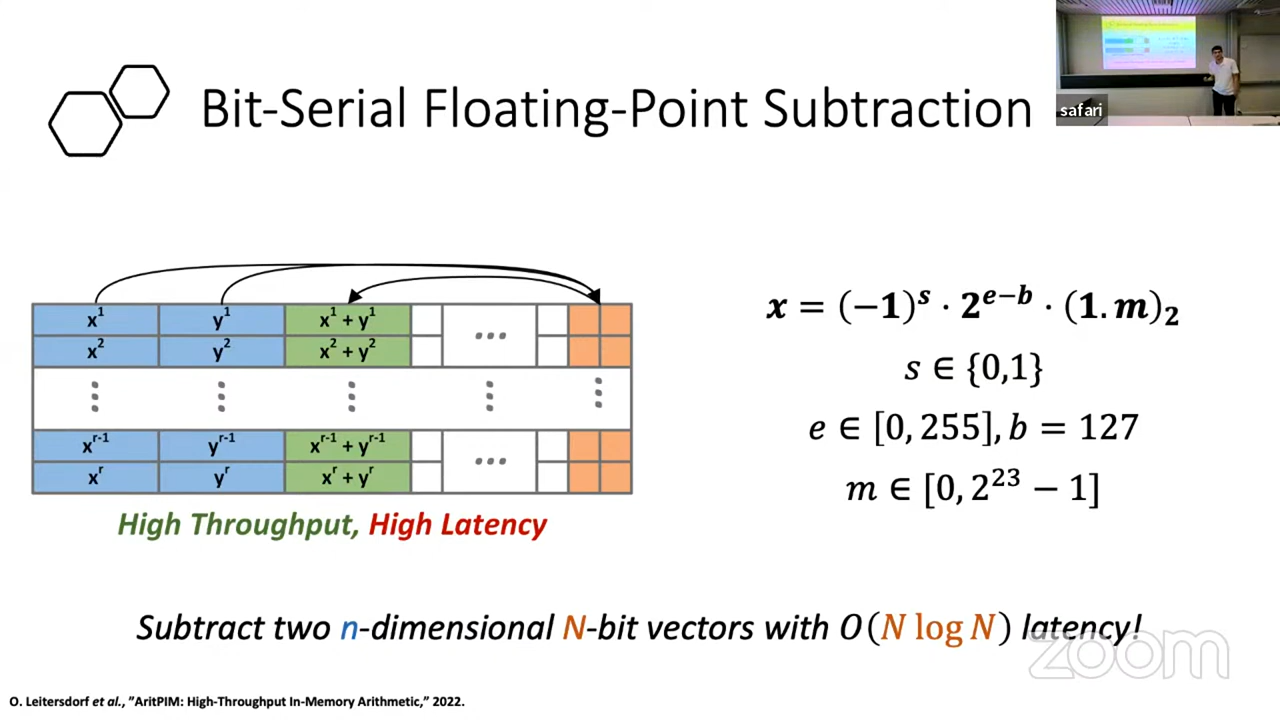 safari
Bit-Serial Floating-Point Subtraction
x¹ y¹ x¹ + y¹
x² y² x² + y² ...
⋮ ⋮ ⋮ ⋮ ⋮
xʳ⁻¹ yʳ⁻¹ xʳ⁻¹ + yʳ⁻¹
xʳ yʳ xʳ + yʳ ...
High Throughput, High Latency
x = (−1)ˢ · 2ᵉ⁻ᵇ · (1.m)₂
s ∈ {0,1}
e ∈ [0, 255], b = 127
m ∈ [0, 2²³ − 1]
Subtract two n-dimensional N-bit vectors with O(N log N) latency!
zoom
O. Leitersdorf et al., ”AritPIM: High-Throughput In-Memory Arithmetic,” 2022.